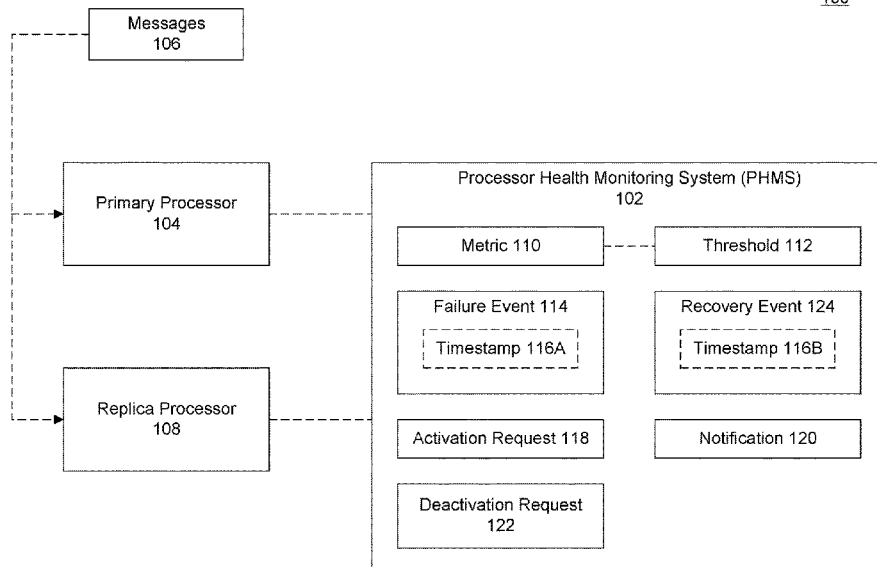 Messages
106
Primary Processor
104
Replica Processor
108
Processor Health Monitoring System (PHMS)
102
Metric 110
Threshold 112
Failure Event 114
Timestamp 116A
Recovery Event 124
Timestamp 116B
Activation Request 118
Notification 120
Deactivation Request
122